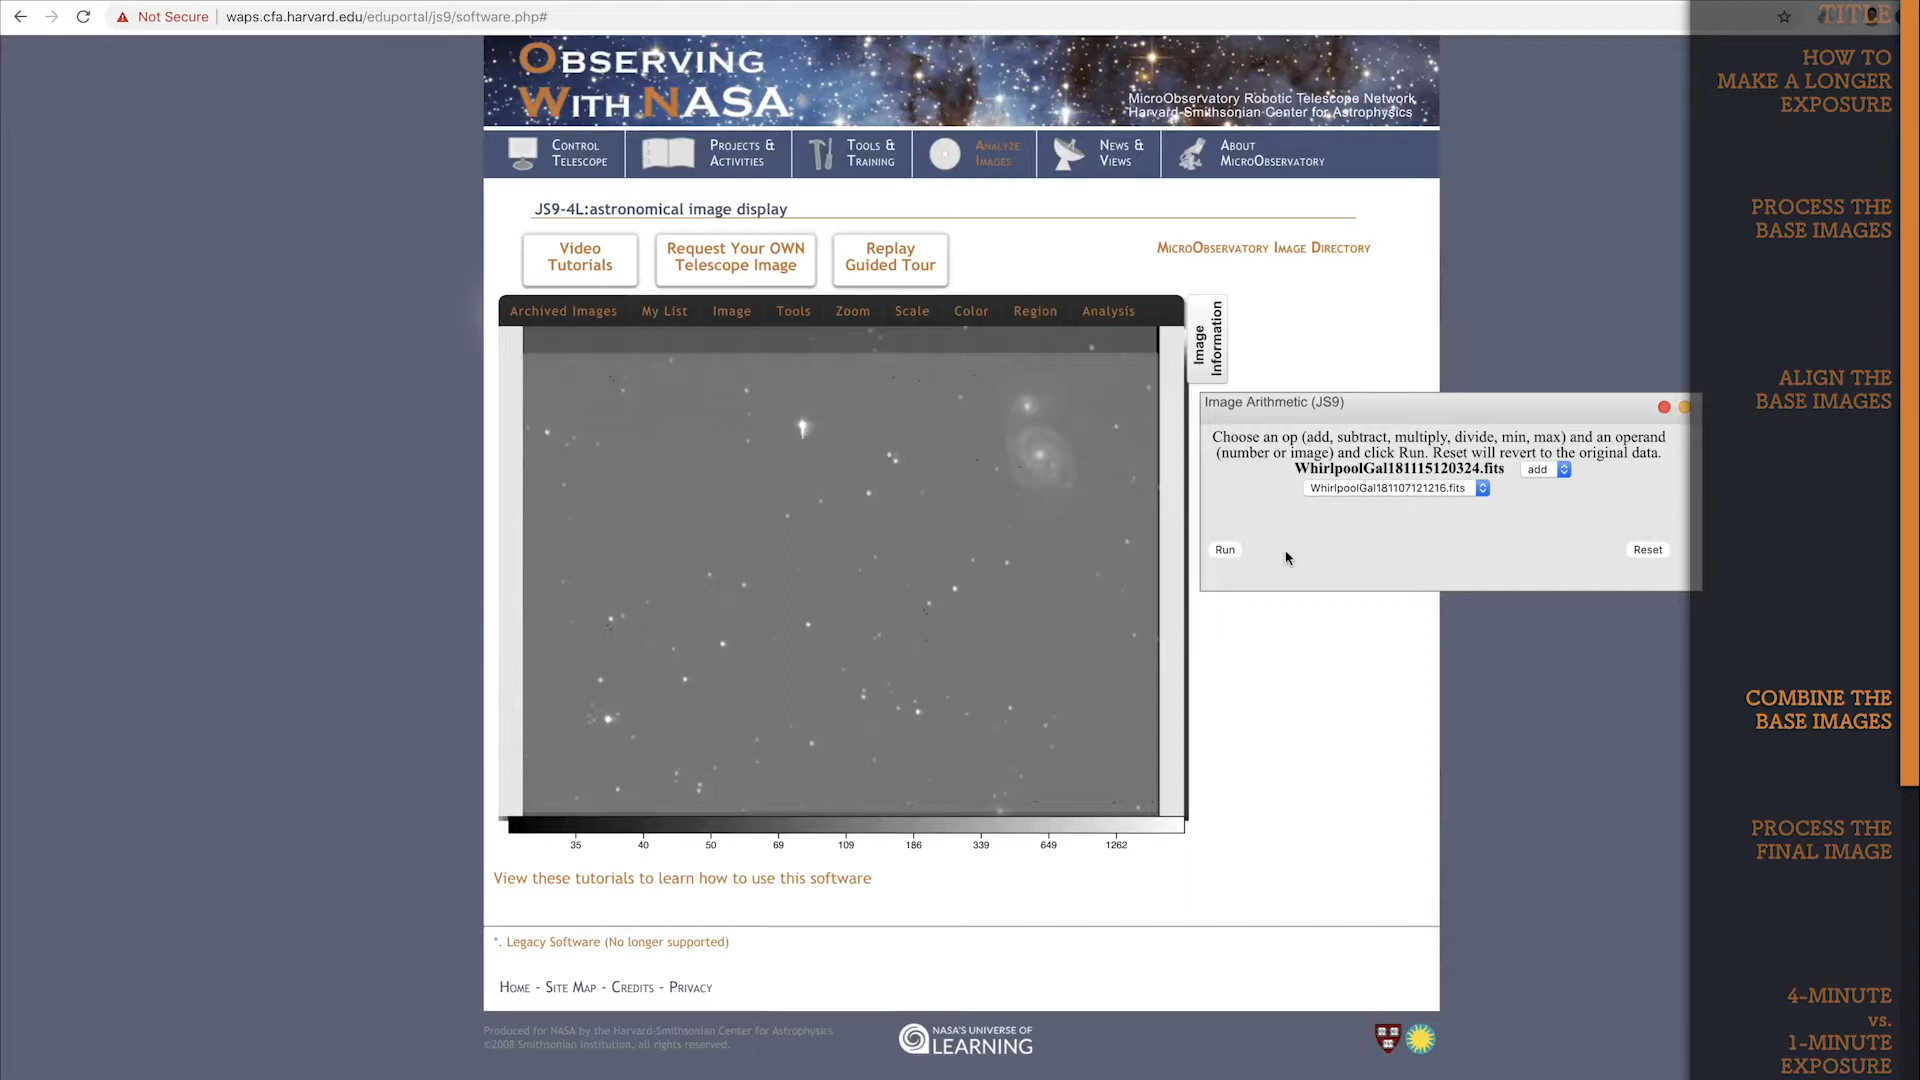 Not Secure
waps.cfa.harvard.edu/eduportal/js9/software.php#
OBSERVING
WITH NASA
MicroObservatory Robotic Telescope Network
Harvard-Smithsonian Center for Astrophysics
CONTROL
TELESCOPE
PROJECTS &
ACTIVITIES
TOOLS &
TRAINING
ANALYZE
IMAGES
NEWS &
VIEWS
ABOUT
MICROOBSERVATORY
JS9-4L:astronomical image display
Video
Tutorials
Request Your OWN
Telescope Image
Replay
Guided Tour
MICROOBSERVATORY IMAGE DIRECTORY
Archived Images My List Image Tools Zoom Scale Color Region Analysis
Image
Information
Image Arithmetic (JS9)
Choose an op (add, subtract, multiply, divide, min, max) and an operand
(number or image) and click Run. Reset will revert to the original data.
WhirlpoolGal181115120324.fits add
WhirlpoolGal181107121216.fits
Run Reset
35 40 50 69 109 186 339 649 1262
View these tutorials to learn how to use this software
*. Legacy Software (No longer supported)
HOME - SITE MAP - CREDITS - PRIVACY
Produced for NASA by the Harvard-Smithsonian Center for Astrophysics
©2008 Smithsonian Institution, all rights reserved.
NASA'S UNIVERSE OF
LEARNING
TITLE
HOW TO
MAKE A LONGER
EXPOSURE
PROCESS THE
BASE IMAGES
ALIGN THE
BASE IMAGES
COMBINE THE
BASE IMAGES
PROCESS THE
FINAL IMAGE
4-MINUTE
vs.
1-MINUTE
EXPOSURE